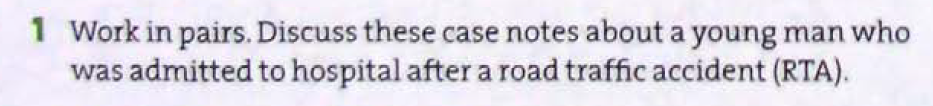 1 Work in pairs. Discuss these case notes about a young man who
was admitted to hospital after a road traffic accident (RTA).